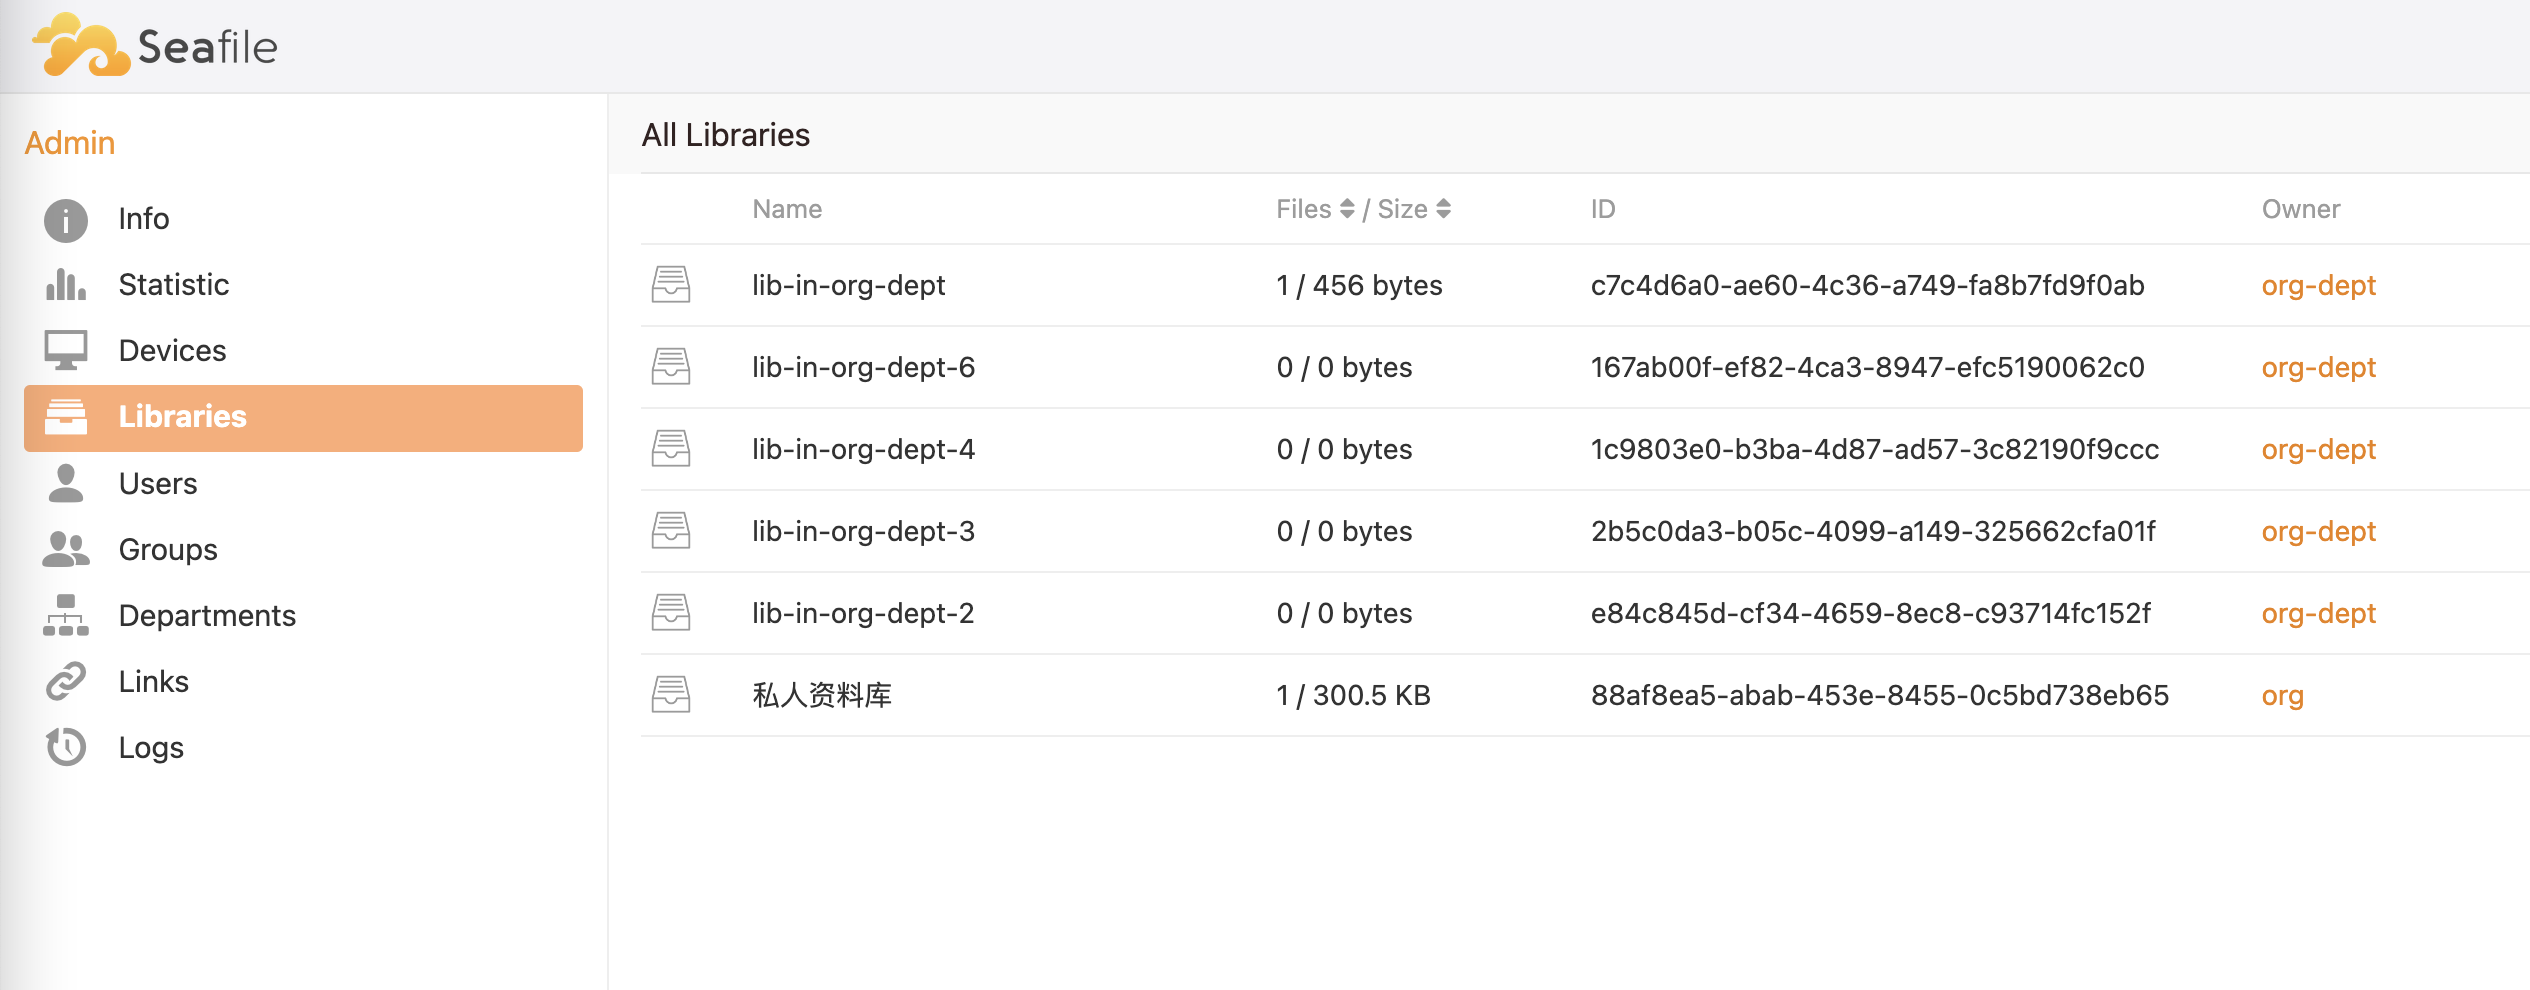 Seafile
Admin
Info
Statistic
Devices
Libraries
Users
Groups
Departments
Links
Logs
All Libraries
Name Files / Size ID Owner
lib-in-org-dept 1 / 456 bytes c7c4d6a0-ae60-4c36-a749-fa8b7fd9f0ab org-dept
lib-in-org-dept-6 0 / 0 bytes 167ab00f-ef82-4ca3-8947-efc5190062c0 org-dept
lib-in-org-dept-4 0 / 0 bytes 1c9803e0-b3ba-4d87-ad57-3c82190f9ccc org-dept
lib-in-org-dept-3 0 / 0 bytes 2b5c0da3-b05c-4099-a149-325662cfa01f org-dept
lib-in-org-dept-2 0 / 0 bytes e84c845d-cf34-4659-8ec8-c93714fc152f org-dept
私人资料库 1 / 300.5 KB 88af8ea5-abab-453e-8455-0c5bd738eb65 org